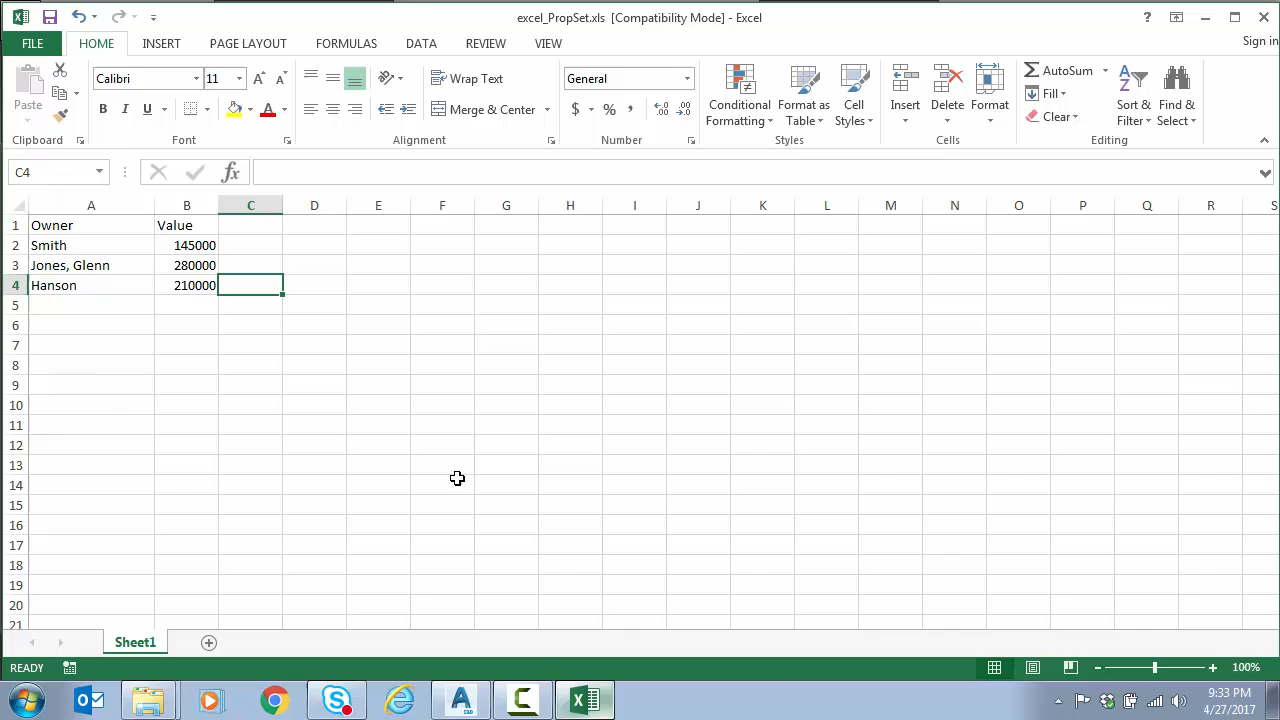 excel_PropSet.xls [Compatibility Mode] - Excel
?
FILE HOME INSERT PAGE LAYOUT FORMULAS DATA REVIEW VIEW Sign in
Paste
Clipboard
Calibri 11
B I U
Font
Wrap Text
Merge & Center
Alignment
General
$ % ,
Number
Conditional Formatting
Format as Table
Cell Styles
Styles
Insert Delete Format
Cells
AutoSum
Fill
Clear
Sort & Filter
Find & Select
Editing
C4 fx
A B C D E F G H I J K L M N O P Q R S
1 Owner Value
2 Smith 145000
3 Jones, Glenn 280000
4 Hanson 210000
5
6
7
8
9
10
11
12
13
14
15
16
17
18
19
20
21
Sheet1
READY 100%
9:33 PM
4/27/2017